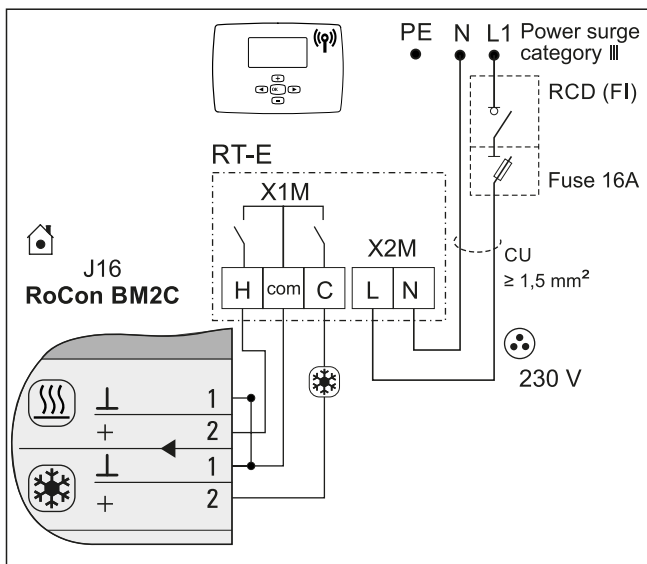 PE N L1 Power surge
category III
RCD (FI)
Fuse 16A
RT-E
X1M
X2M
H com C L N
CU
≥ 1,5 mm²
230 V
J16
RoCon BM2C
OK
⊥ 1
+ 2
⊥ 1
+ 2